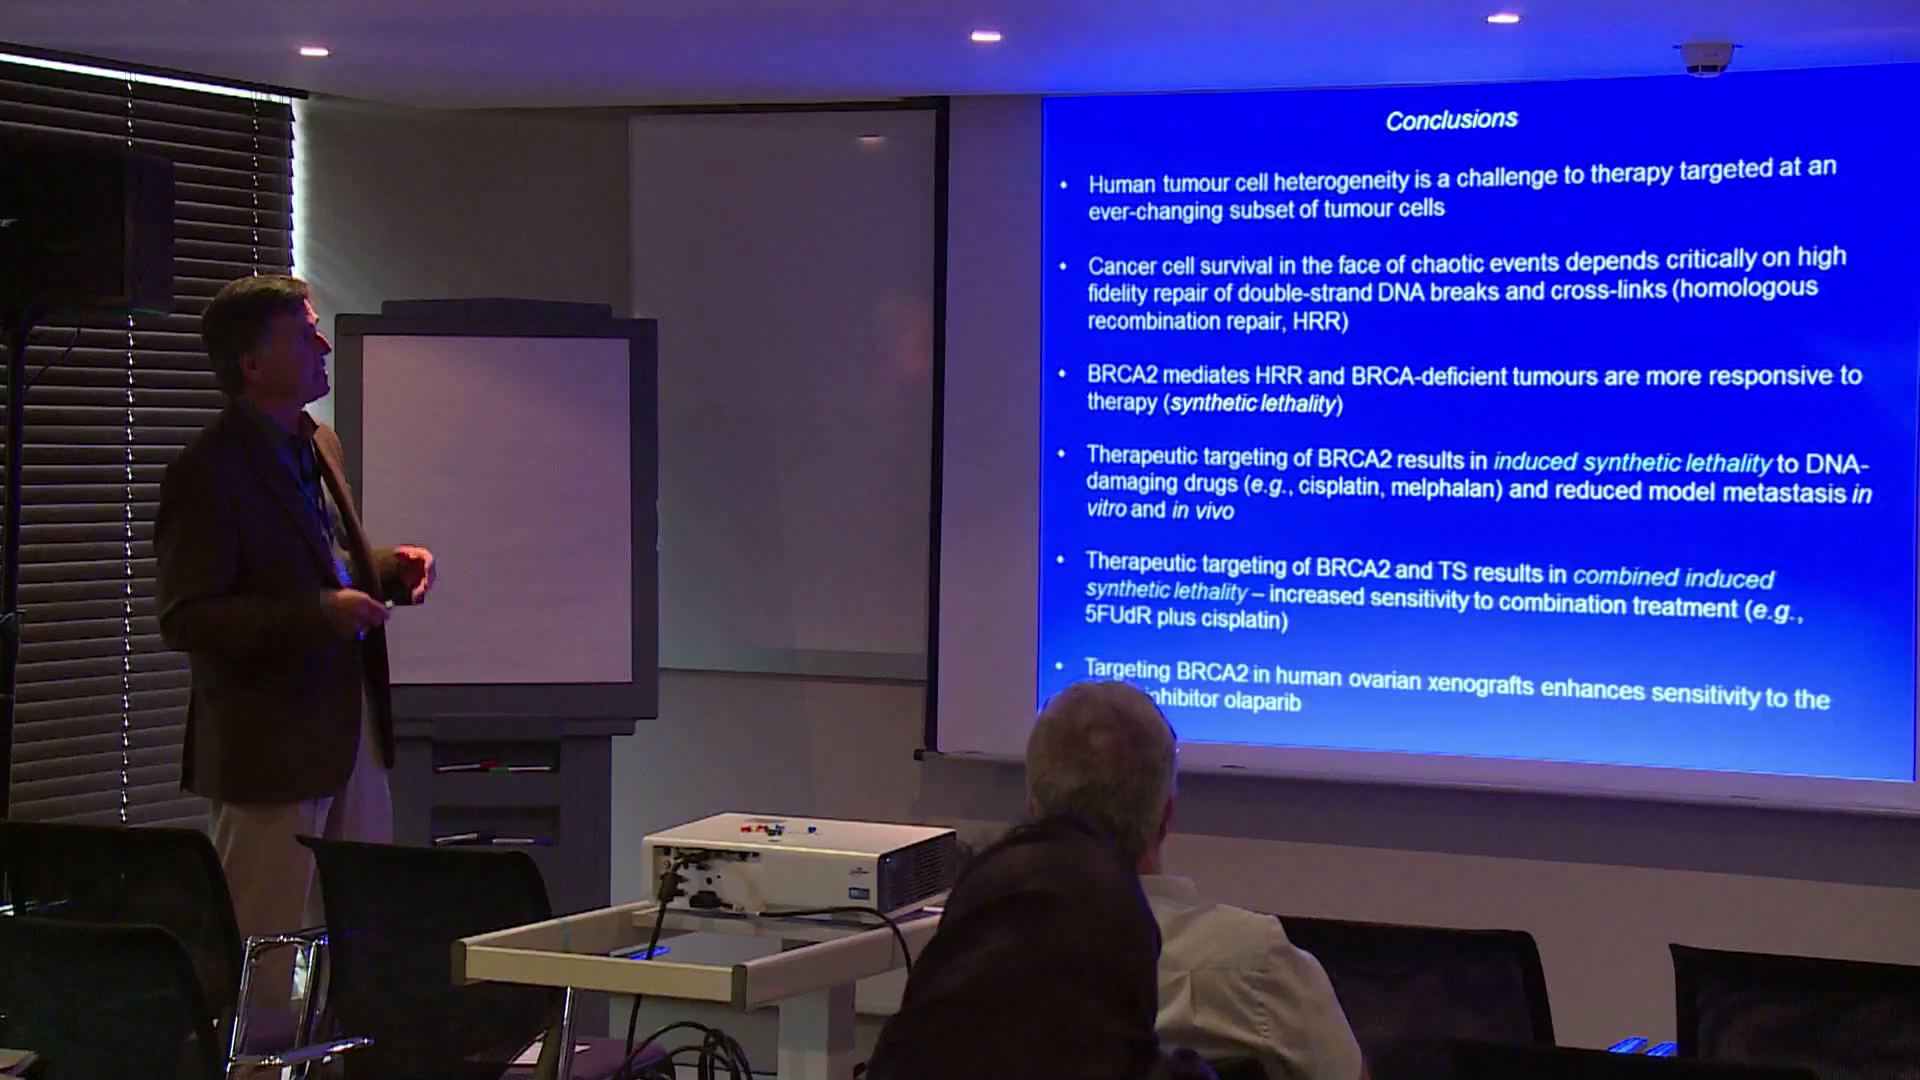 Conclusions
• Human tumour cell heterogeneity is a challenge to therapy targeted at an
ever-changing subset of tumour cells
• Cancer cell survival in the face of chaotic events depends critically on high
fidelity repair of double-strand DNA breaks and cross-links (homologous
recombination repair, HRR)
• BRCA2 mediates HRR and BRCA-deficient tumours are more responsive to
therapy (synthetic lethality)
• Therapeutic targeting of BRCA2 results in induced synthetic lethality to DNA-
damaging drugs (e.g., cisplatin, melphalan) and reduced model metastasis in
vitro and in vivo
• Therapeutic targeting of BRCA2 and TS results in combined induced
synthetic lethality – increased sensitivity to combination treatment (e.g.,
5FUdR plus cisplatin)
• Targeting BRCA2 in human ovarian xenografts enhances sensitivity to the
nhibitor olaparib